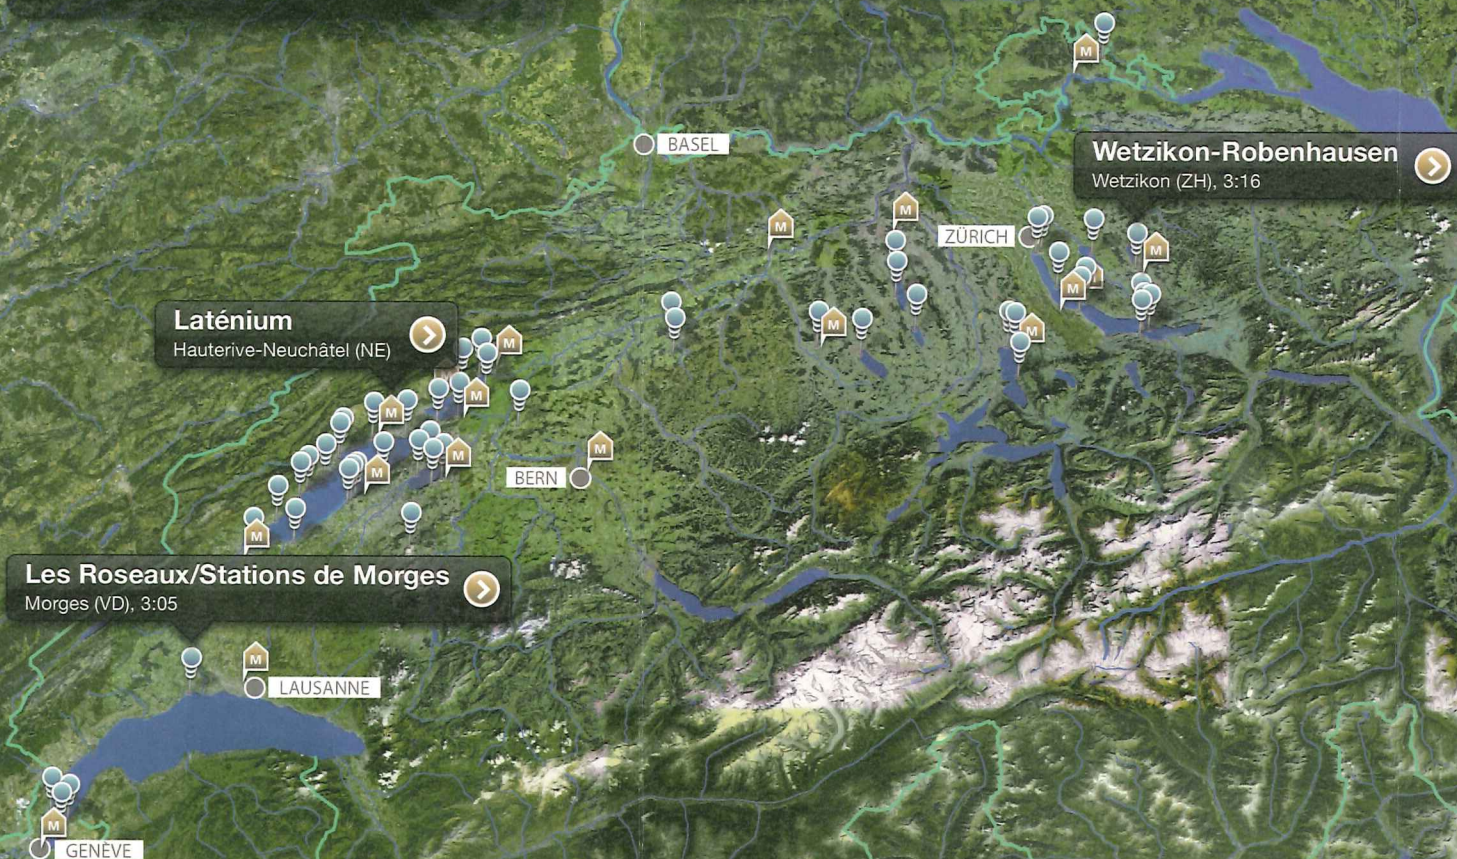 BASEL
Wetzikon-Robenhausen
Wetzikon (ZH), 3:16
M
M
M
ZÜRICH
M
M
M
M
Laténium
Hauterive-Neuchâtel (NE)
M
M
M
M
M
M
BERN
M
M
M
Les Roseaux/Stations de Morges
Morges (VD), 3:05
M
LAUSANNE
M
GENÈVE